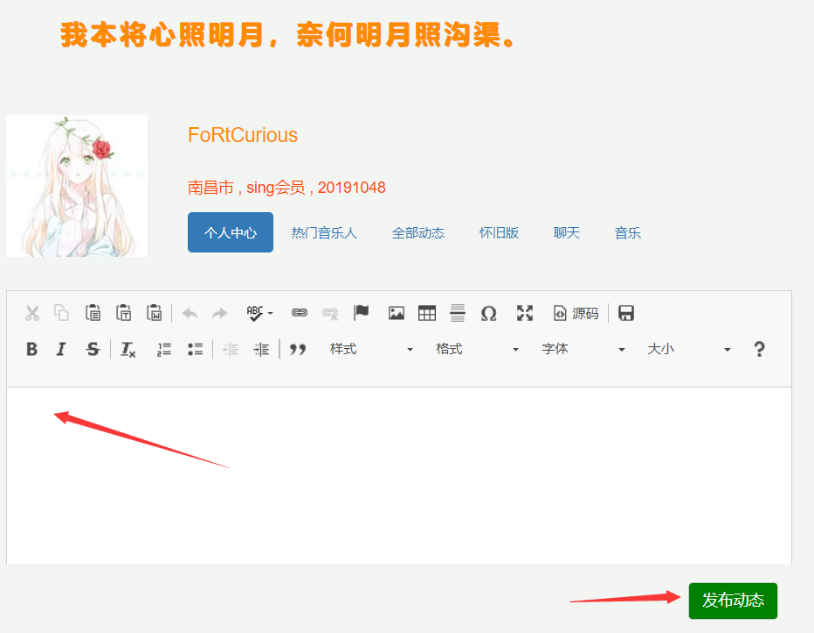 我本将心照明月，奈何明月照沟渠。
FoRtCurious
南昌市 , sing会员 , 20191048
个人中心 热门音乐人 全部动态 怀旧版 聊天 音乐
ABC Ω 源码
B I S Tx 样式 格式 字体 大小 ?
发布动态